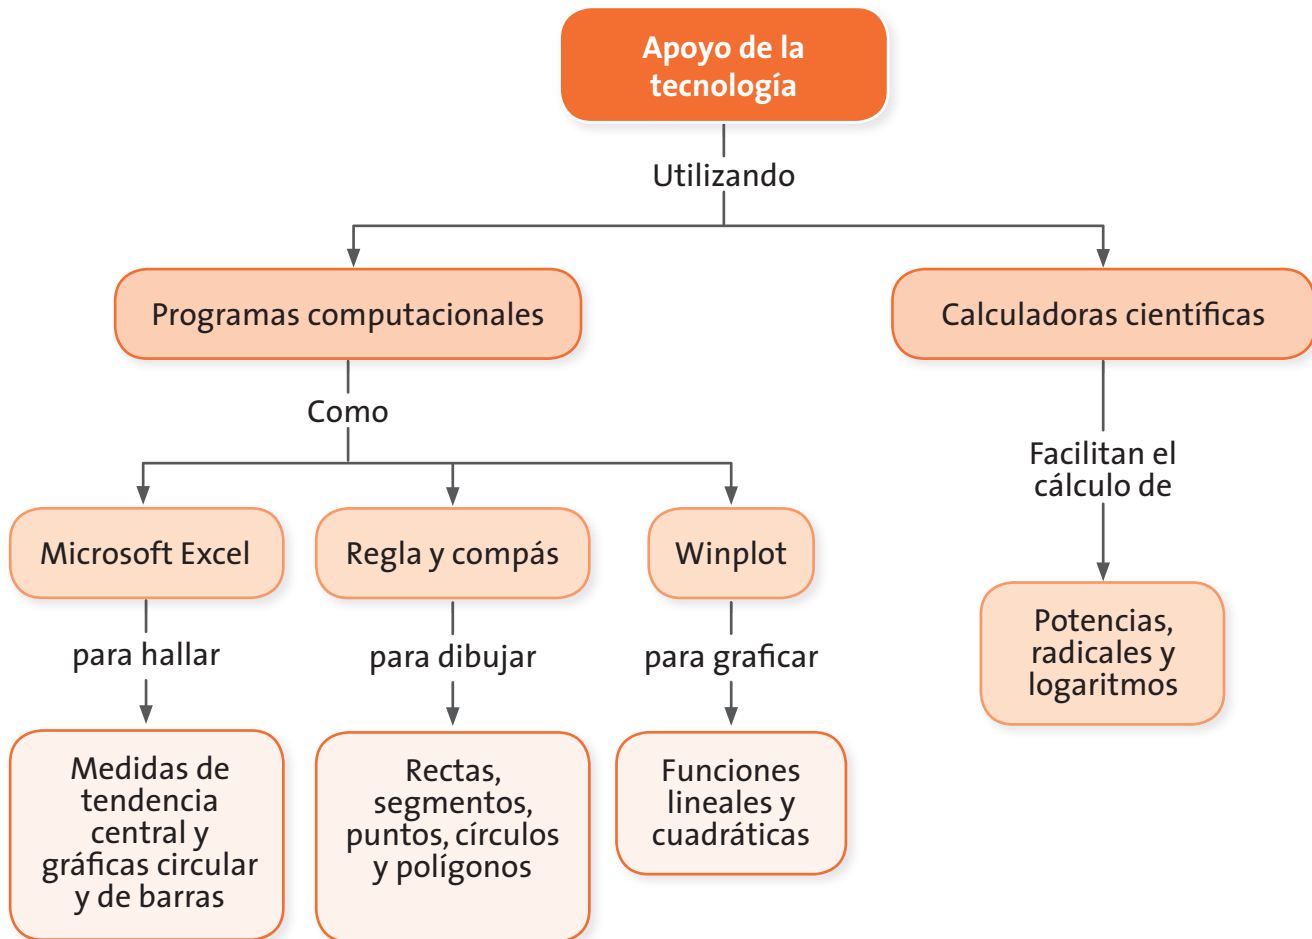 Apoyo de la
tecnología
Utilizando
Programas computacionales
Calculadoras científicas
Como
Facilitan el
cálculo de
Microsoft Excel
Regla y compás
Winplot
Potencias,
radicales y
logaritmos
para hallar
para dibujar
para graficar
Medidas de
tendencia
central y
gráficas circular
y de barras
Rectas,
segmentos,
puntos, círculos
y polígonos
Funciones
lineales y
cuadráticas